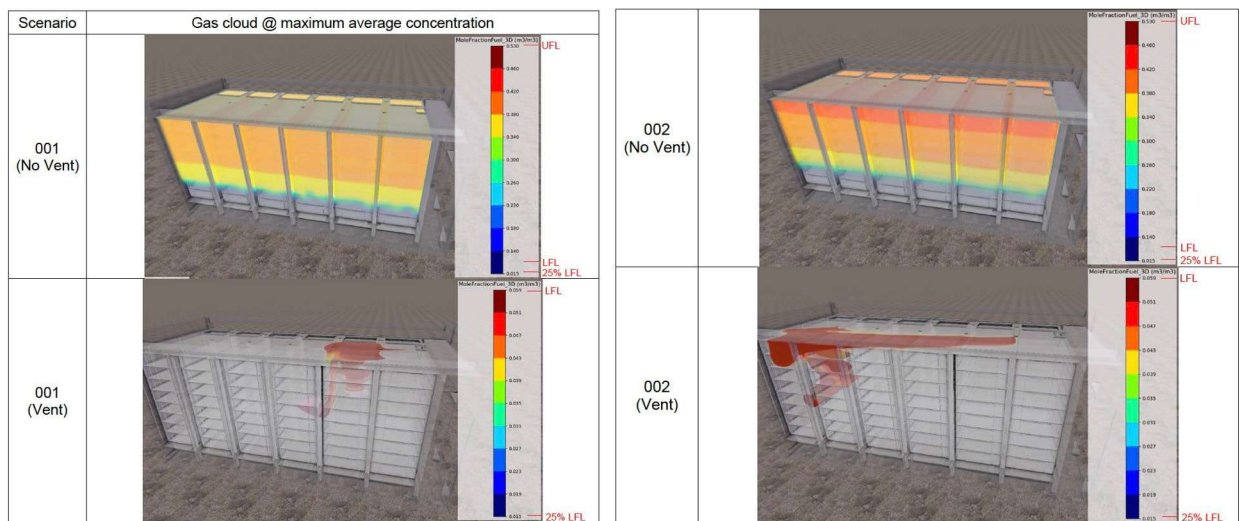 Scenario
Gas cloud @ maximum average concentration
001
(No Vent)
MoleFractionFuel_3D (m3/m3)
0.530
UFL
0.460
0.420
0.380
0.340
0.300
0.260
0.220
0.180
0.140
LFL
0.015
25% LFL
001
(Vent)
MoleFractionFuel_3D (m3/m3)
0.059
LFL
0.051
0.047
0.043
0.039
0.035
0.031
0.027
0.023
0.019
0.015
25% LFL
002
(No Vent)
MoleFractionFuel_3D (m3/m3)
0.530
UFL
0.460
0.420
0.380
0.340
0.300
0.260
0.220
0.180
0.140
LFL
0.015
25% LFL
002
(Vent)
MoleFractionFuel_3D (m3/m3)
0.059
LFL
0.051
0.047
0.043
0.039
0.035
0.031
0.027
0.023
0.019
0.015
25% LFL